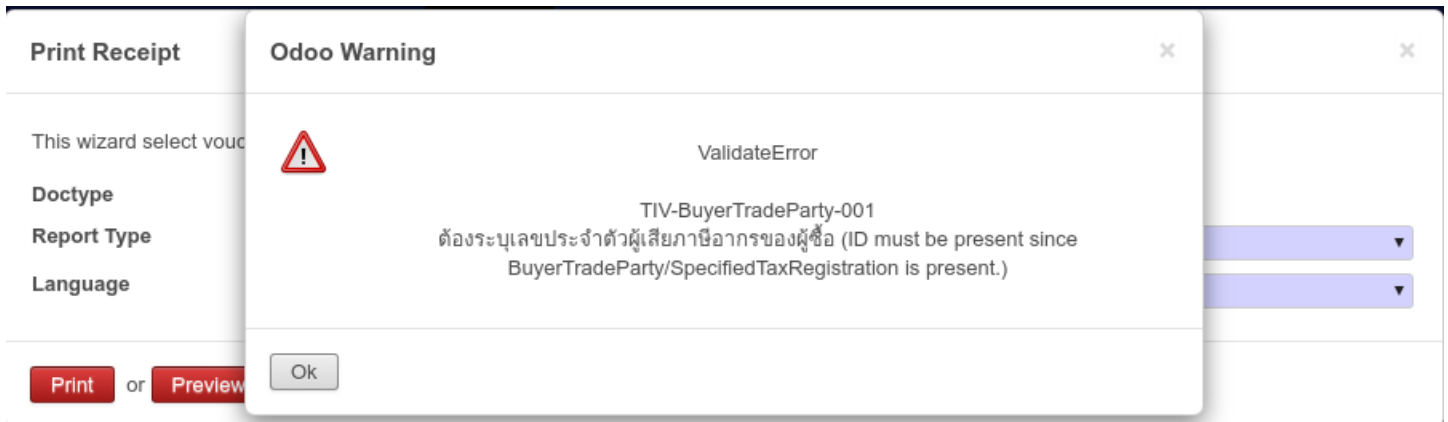 Print Receipt
Odoo Warning
×
×
This wizard select vouc
ValidateError
TIV-BuyerTradeParty-001
ต้องระบุเลขประจำตัวผู้เสียภาษีอากรของผู้ซื้อ (ID must be present since
BuyerTradeParty/SpecifiedTaxRegistration is present.)
Doctype
Report Type
Language
Print or Preview
Ok